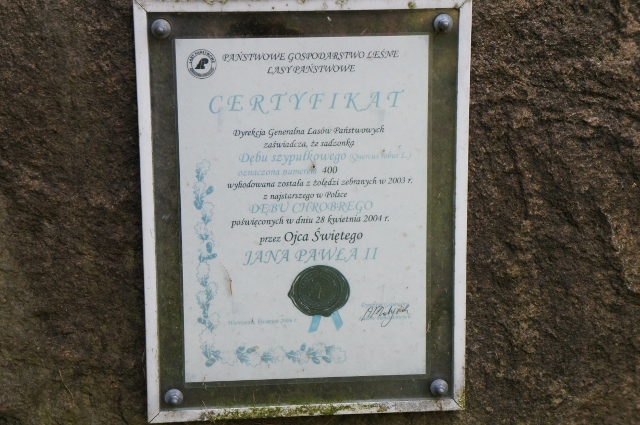 PAŃSTWOWE GOSPODARSTWO LEŚNE
LASY PAŃSTWOWE
CERTYFIKAT
Dyrekcja Generalna Lasów Państwowych
zaświadcza, że sadzonka
Dębu szypułkowego (Quercus robur L.)
oznaczona numerem 400
wyhodowana została z żołędzi zebranych w 2003 r.
z najstarszego w Polsce
DĘBU CHROBREGO
poświęconych w dniu 28 kwietnia 2004 r.
przez Ojca Świętego
JANA PAWŁA II